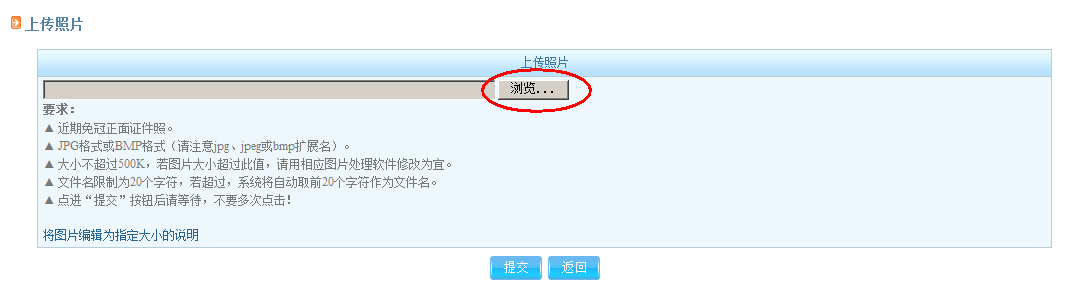 上传照片
上传照片
浏览...
要求：
▲ 近期免冠正面证件照。
▲ JPG格式或BMP格式（请注意jpg、jpeg或bmp扩展名）。
▲ 大小不超过500K，若图片大小超过此值，请用相应图片处理软件修改为宜。
▲ 文件名限制为20个字符，若超过，系统将自动取前20个字符作为文件名。
▲ 点进“提交”按钮后请等待，不要多次点击！
将图片编辑为指定大小的说明
提交 返回